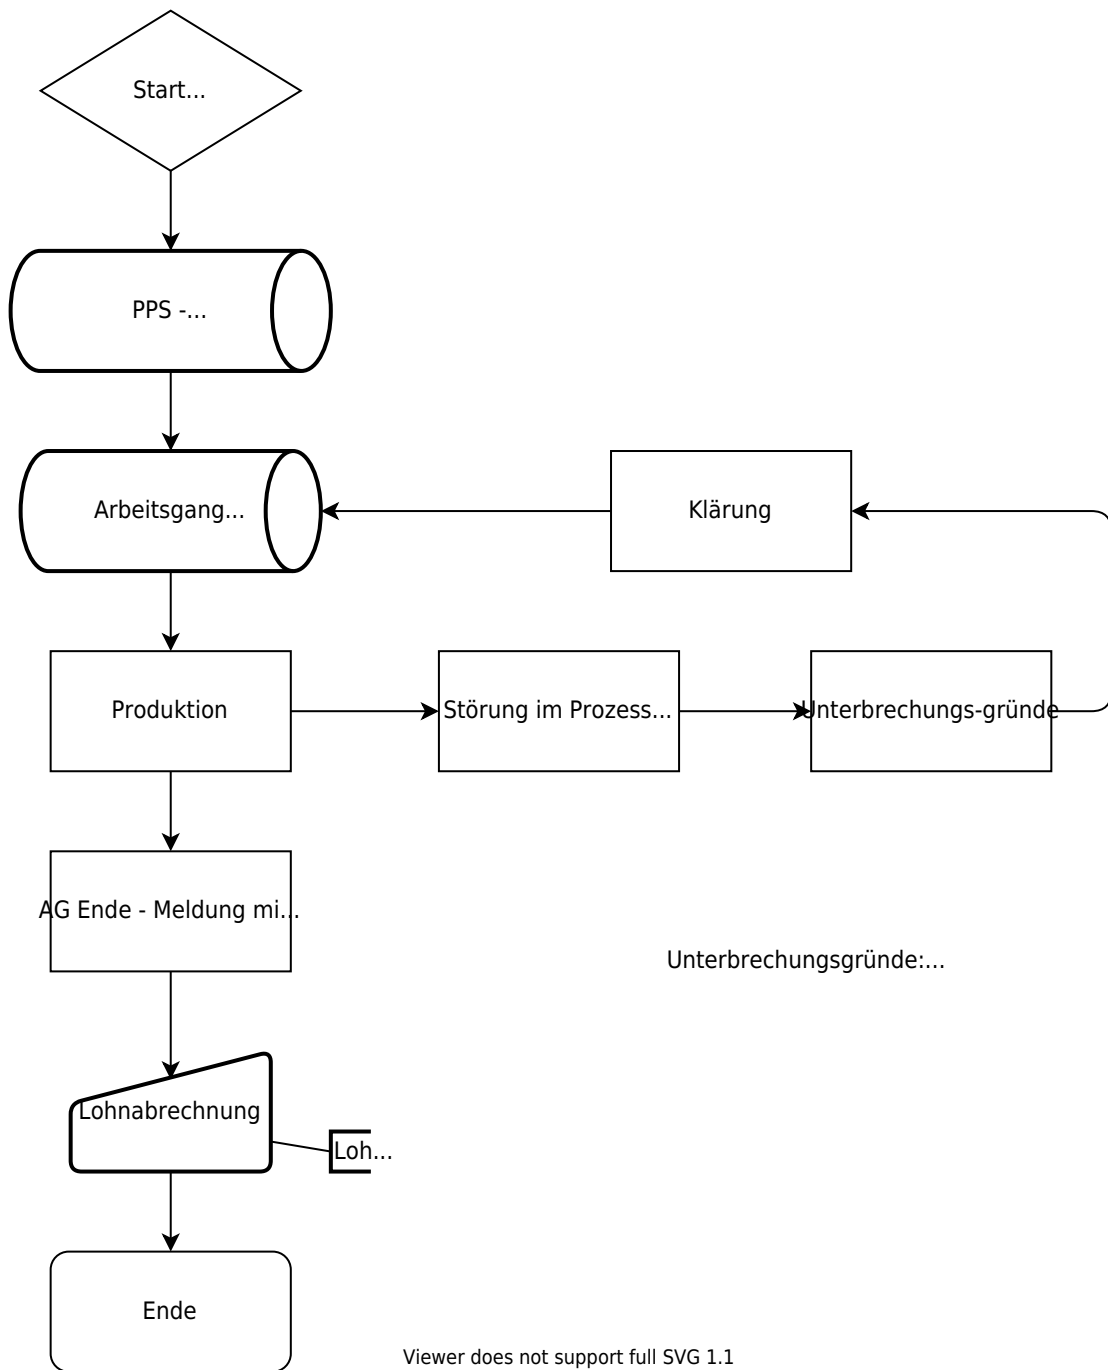 Start...
PPS -...
Arbeitsgang...
Klärung
Produktion
Störung im Prozess...
Unterbrechungs-gründe
AG Ende - Meldung mi...
Unterbrechungsgründe:...
Lohnabrechnung
Loh...
Ende
Viewer does not support full SVG 1.1